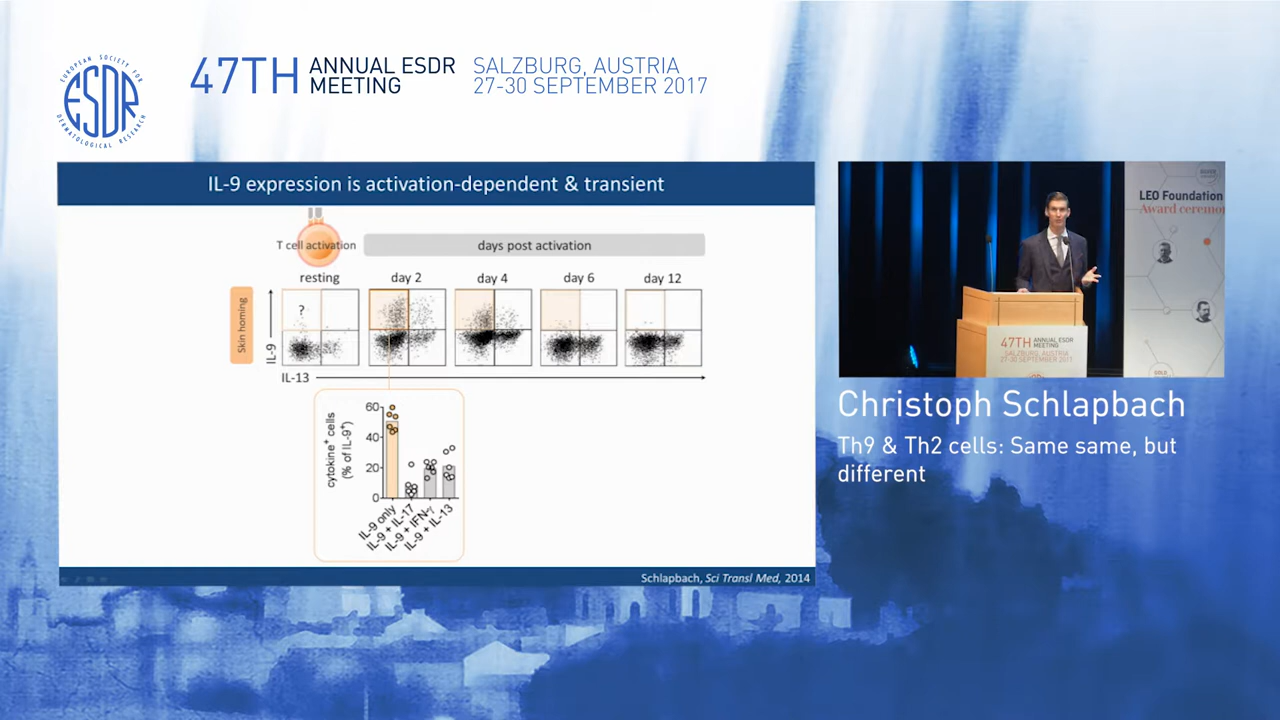 EUROPEAN SOCIETY FOR
ESDR
DERMATOLOGICAL RESEARCH
47TH ANNUAL ESDR
MEETING
SALZBURG, AUSTRIA
27-30 SEPTEMBER 2017
IL-9 expression is activation-dependent & transient
T cell activation
days post activation
resting
day 2
day 4
day 6
day 12
Skin homing
?
IL-9
IL-13
cytokine+ cells
(% of IL-9+)
60
40
20
0
IL-9 only
IL-9 + IL-17
IL-9 + IFN-γ
IL-9 + IL-13
Schlapbach, Sci Transl Med, 2014
LEO Foundation
Award ceremo
47TH ANNUAL ESDR
MEETING
SALZBURG, AUSTRIA
27-30 SEPTEMBER 2017
Christoph Schlapbach
Th9 & Th2 cells: Same same, but
different